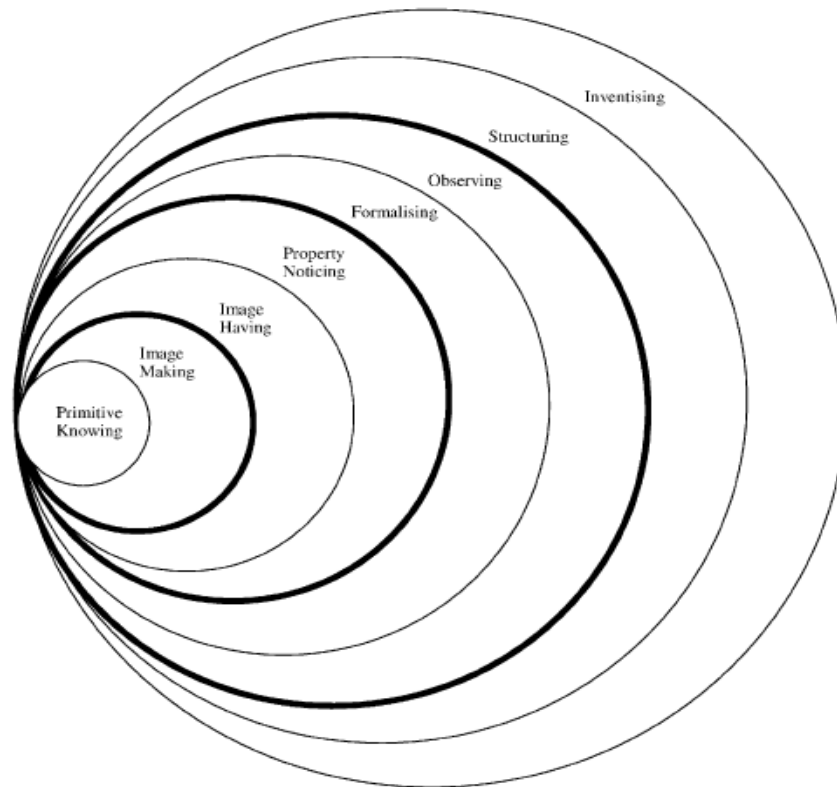 Inventising
Structuring
Observing
Formalising
Property
Noticing
Image
Having
Image
Making
Primitive
Knowing